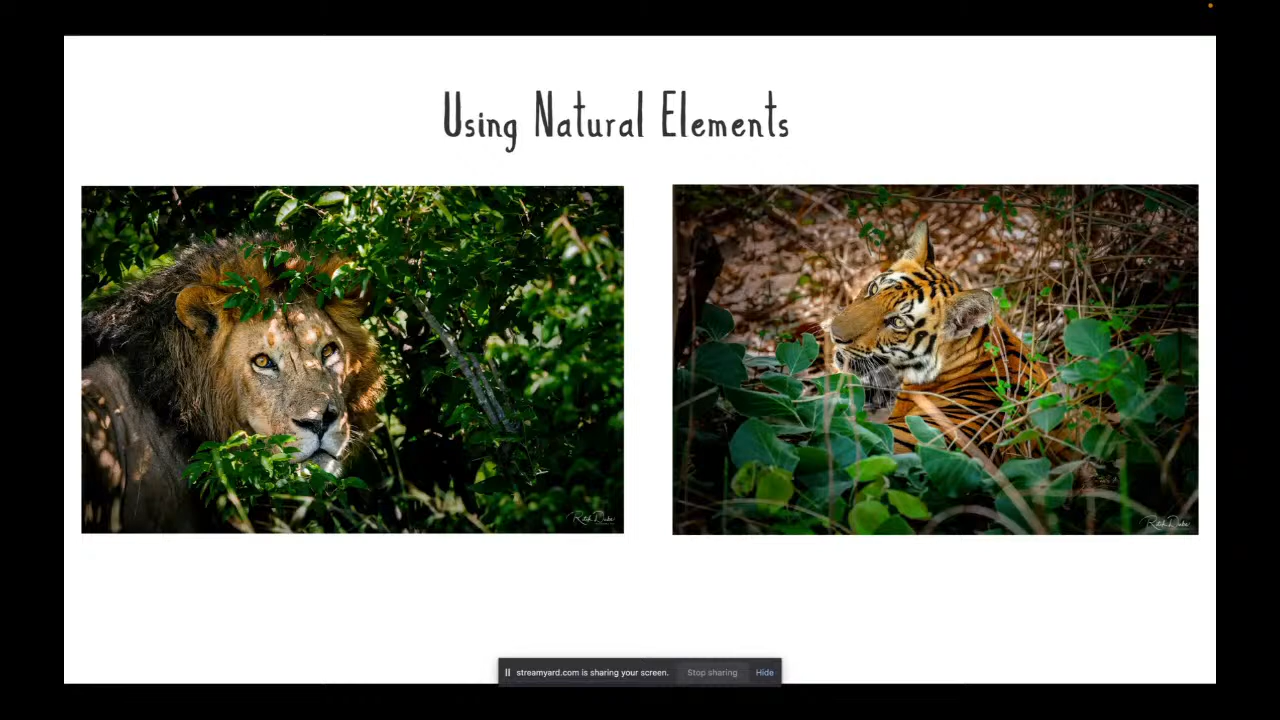 Using Natural Elements
streamyard.com is sharing your screen. Stop sharing Hide